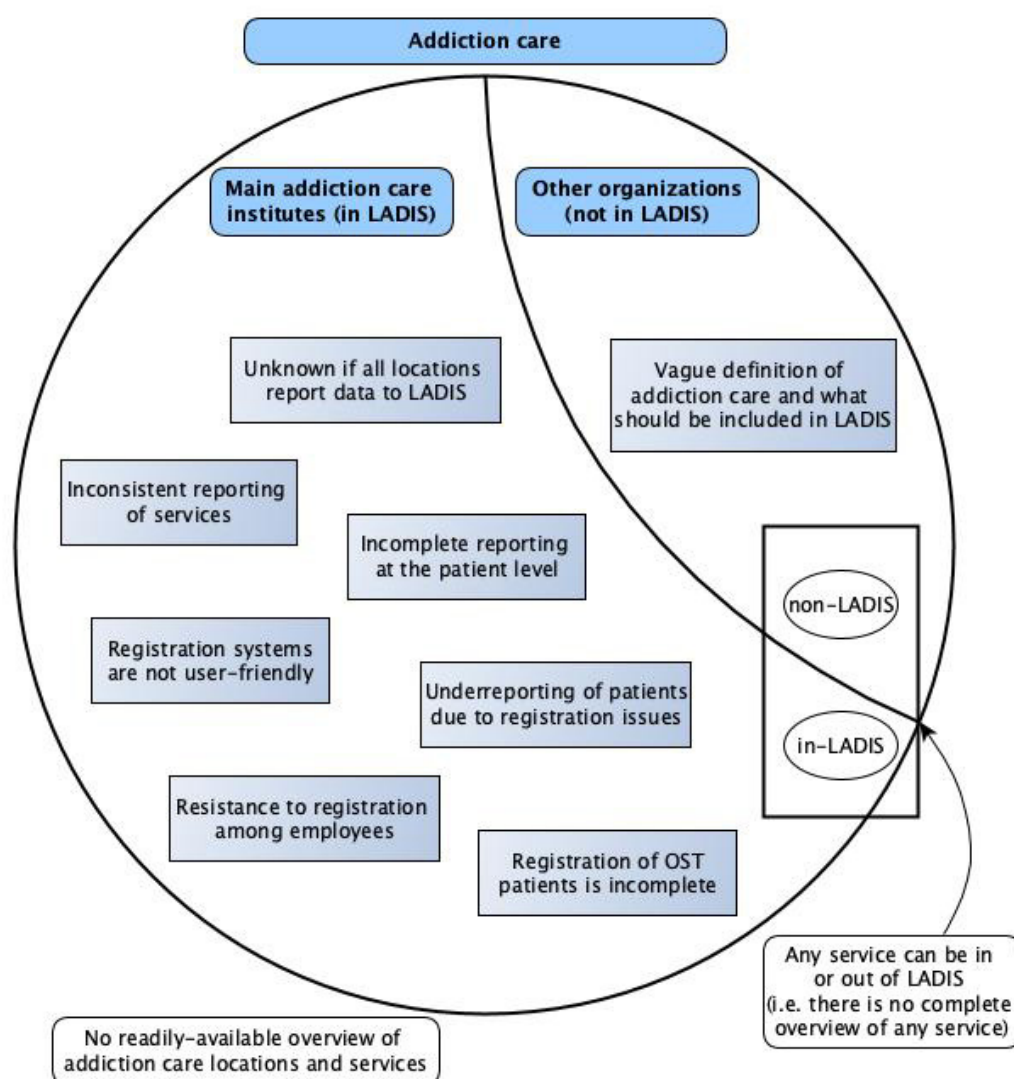 Addiction care
Main addiction care
institutes (in LADIS)
Other organizations
(not in LADIS)
Unknown if all locations
report data to LADIS
Vague definition of
addiction care and what
should be included in LADIS
Inconsistent reporting
of services
Incomplete reporting
at the patient level
non-LADIS
Registration systems
are not user-friendly
Underreporting of patients
due to registration issues
in-LADIS
Resistance to registration
among employees
Registration of OST
patients is incomplete
Any service can be in
or out of LADIS
(i.e. there is no complete
overview of any service)
No readily-available overview of
addiction care locations and services